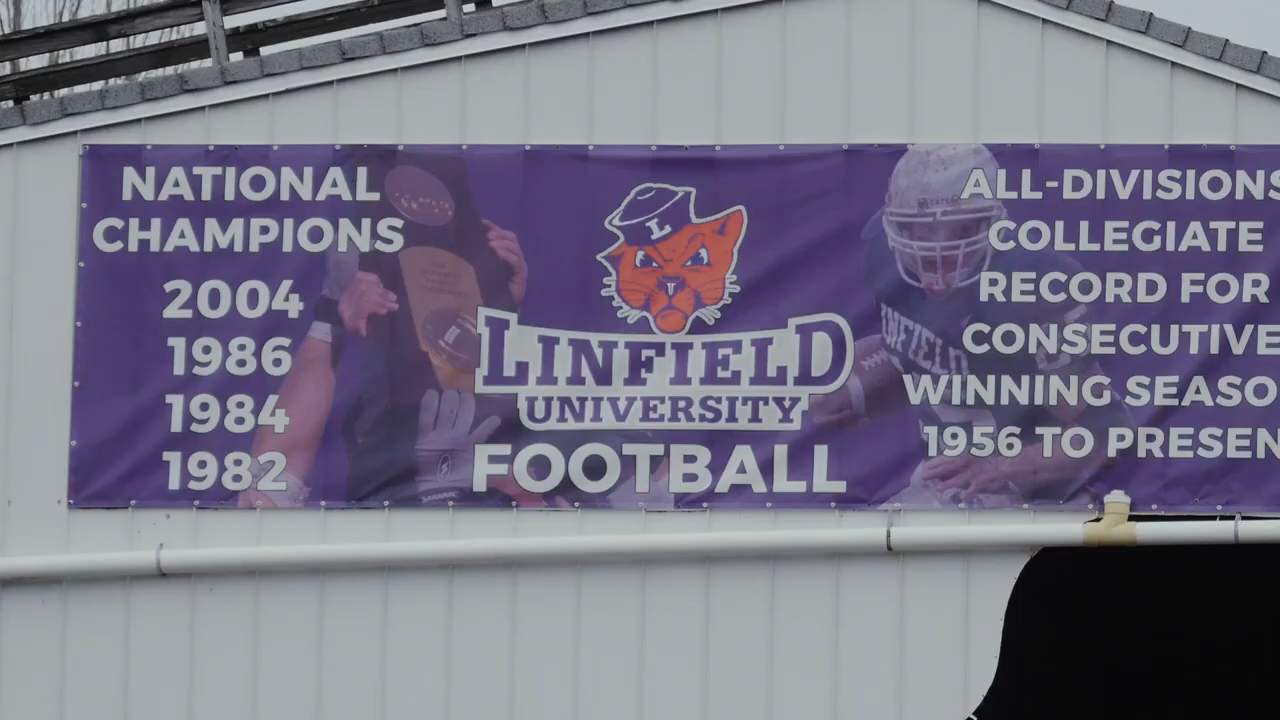 NATIONAL
CHAMPIONS
2004
1986
1984
1982
L
LINFIELD
UNIVERSITY
FOOTBALL
ALL-DIVISIONS
COLLEGIATE
RECORD FOR
CONSECUTIVE
WINNING SEASO
1956 TO PRESEN
INFIELD